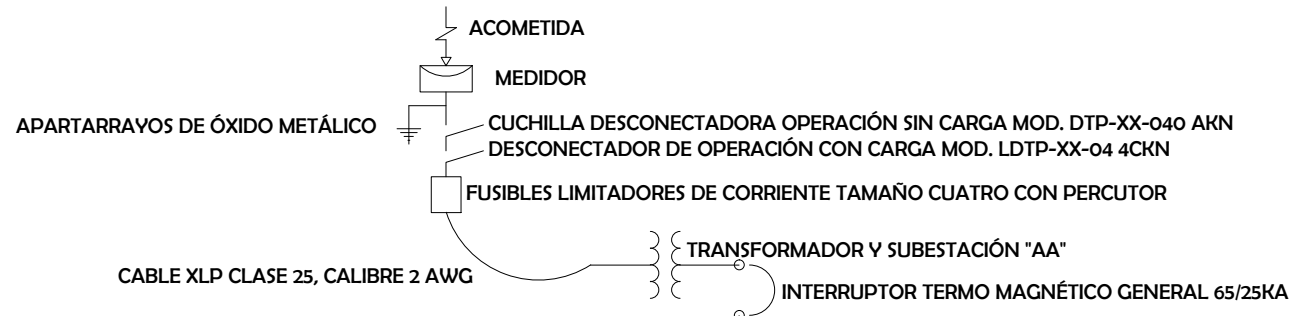 ACOMETIDA
MEDIDOR
APARTARRAYOS DE ÓXIDO METÁLICO
CUCHILLA DESCONECTADORA OPERACIÓN SIN CARGA MOD. DTP-XX-040 AKN
DESCONECTADOR DE OPERACIÓN CON CARGA MOD. LDTP-XX-04 4CKN
FUSIBLES LIMITADORES DE CORRIENTE TAMAÑO CUATRO CON PERCUTOR
TRANSFORMADOR Y SUBESTACIÓN "AA"
CABLE XLP CLASE 25, CALIBRE 2 AWG
INTERRUPTOR TERMO MAGNÉTICO GENERAL 65/25KA